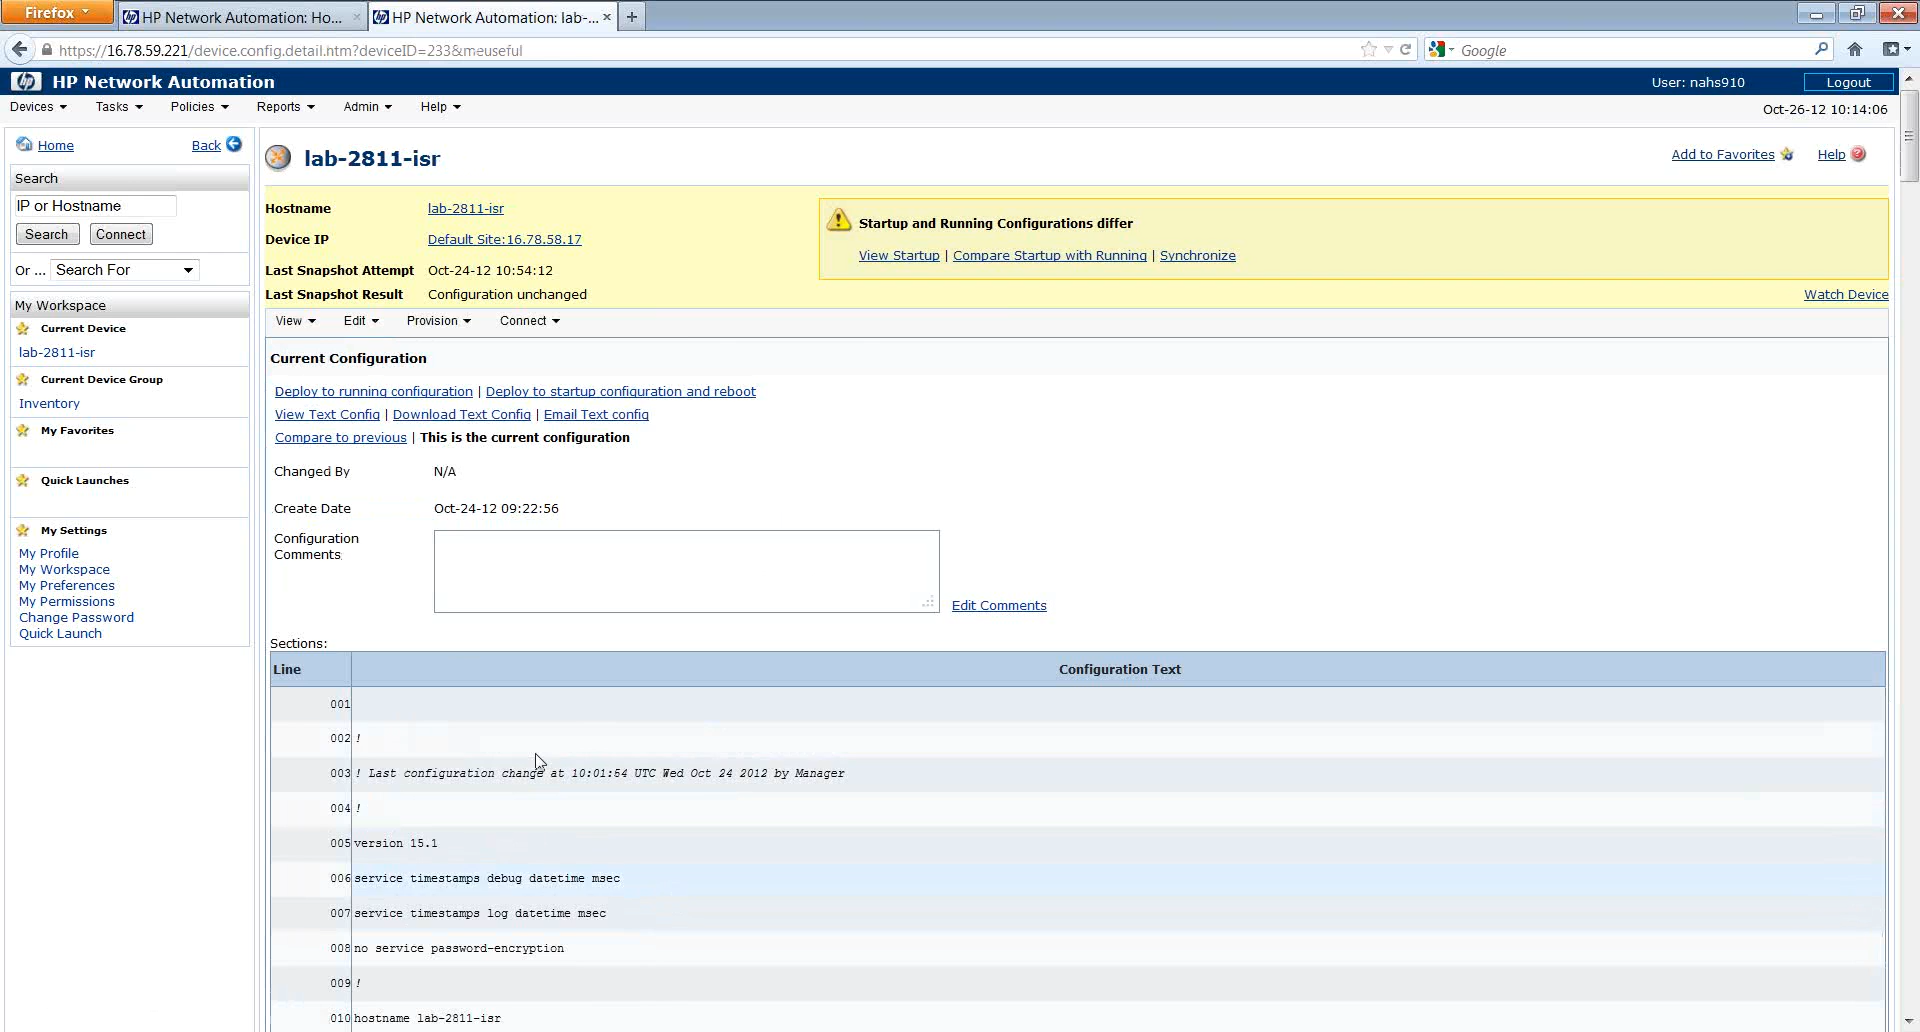 Firefox
HP Network Automation: Ho...
HP Network Automation: lab-...
https://16.78.59.221/device.config.detail.htm?deviceID=233&meuseful
Google
hp HP Network Automation
User: nahs910
Logout
Devices Tasks Policies Reports Admin Help
Oct-26-12 10:14:06
Home
Back
Search
IP or Hostname
Search Connect
Or ... Search For
My Workspace
Current Device
lab-2811-isr
Current Device Group
Inventory
My Favorites
Quick Launches
My Settings
My Profile
My Workspace
My Preferences
My Permissions
Change Password
Quick Launch
lab-2811-isr
Add to Favorites Help
Hostname lab-2811-isr
Device IP Default Site:16.78.58.17
Last Snapshot Attempt Oct-24-12 10:54:12
Last Snapshot Result Configuration unchanged
Startup and Running Configurations differ
View Startup | Compare Startup with Running | Synchronize
Watch Device
View Edit Provision Connect
Current Configuration
Deploy to running configuration | Deploy to startup configuration and reboot
View Text Config | Download Text Config | Email Text config
Compare to previous | This is the current configuration
Changed By N/A
Create Date Oct-24-12 09:22:56
Configuration
Comments
Edit Comments
Sections:
Line Configuration Text
001
002 !
003 ! Last configuration change at 10:01:54 UTC Wed Oct 24 2012 by Manager
004 !
005 version 15.1
006 service timestamps debug datetime msec
007 service timestamps log datetime msec
008 no service password-encryption
009 !
010 hostname lab-2811-isr